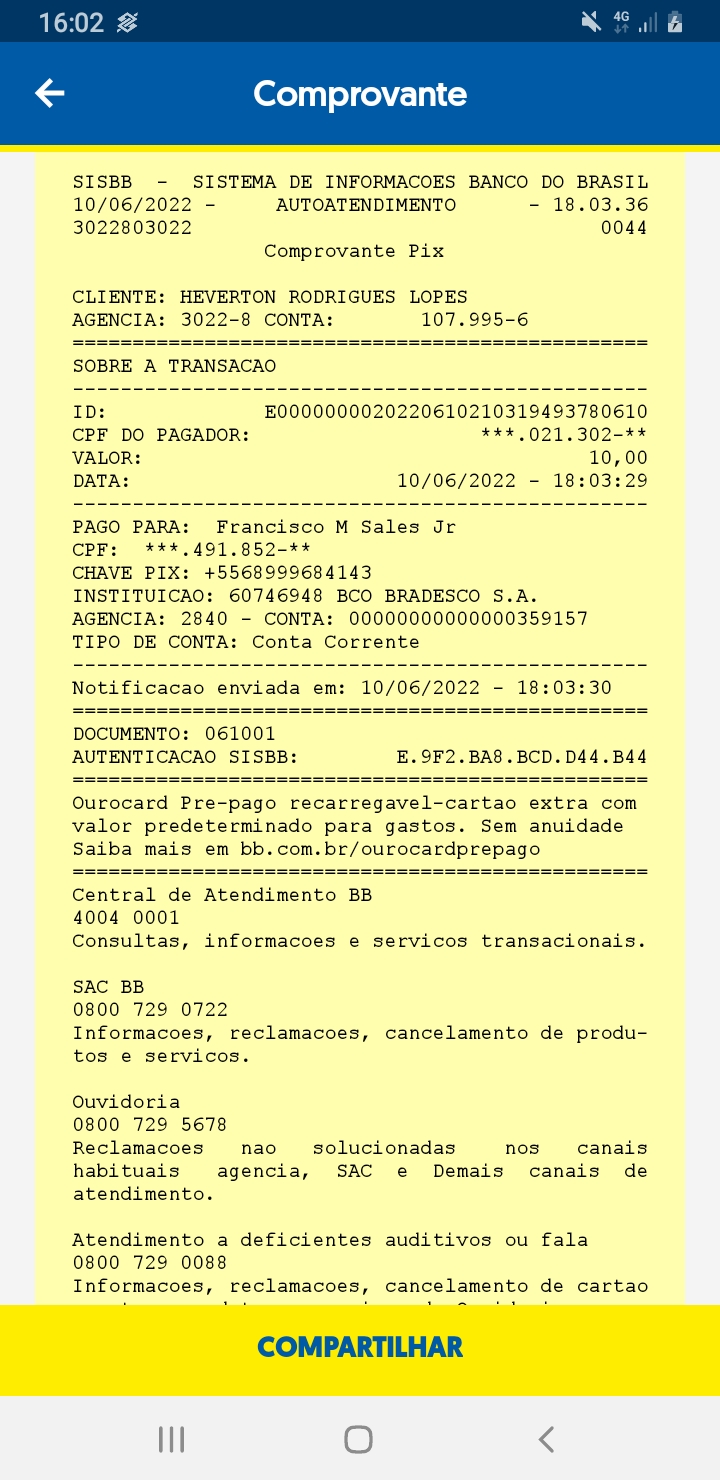 16:02
4G
Comprovante
SISBB - SISTEMA DE INFORMACOES BANCO DO BRASIL
10/06/2022 - AUTOATENDIMENTO - 18.03.36
3022803022 0044
Comprovante Pix
CLIENTE: HEVERTON RODRIGUES LOPES
AGENCIA: 3022-8 CONTA: 107.995-6
================================================
SOBRE A TRANSACAO
------------------------------------------------
ID: E0000000020220610210319493780610
CPF DO PAGADOR: ***.021.302-**
VALOR: 10,00
DATA: 10/06/2022 - 18:03:29
------------------------------------------------
PAGO PARA: Francisco M Sales Jr
CPF: ***.491.852-**
CHAVE PIX: +5568999684143
INSTITUICAO: 60746948 BCO BRADESCO S.A.
AGENCIA: 2840 - CONTA: 00000000000000359157
TIPO DE CONTA: Conta Corrente
------------------------------------------------
Notificacao enviada em: 10/06/2022 - 18:03:30
================================================
DOCUMENTO: 061001
AUTENTICACAO SISBB: E.9F2.BA8.BCD.D44.B44
================================================
Ourocard Pre-pago recarregavel-cartao extra com
valor predeterminado para gastos. Sem anuidade
Saiba mais em bb.com.br/ourocardprepago
================================================
Central de Atendimento BB
4004 0001
Consultas, informacoes e servicos transacionais.
SAC BB
0800 729 0722
Informacoes, reclamacoes, cancelamento de produ-
tos e servicos.
Ouvidoria
0800 729 5678
Reclamacoes nao solucionadas nos canais
habituais agencia, SAC e Demais canais de
atendimento.
Atendimento a deficientes auditivos ou fala
0800 729 0088
Informacoes, reclamacoes, cancelamento de cartao
COMPARTILHAR